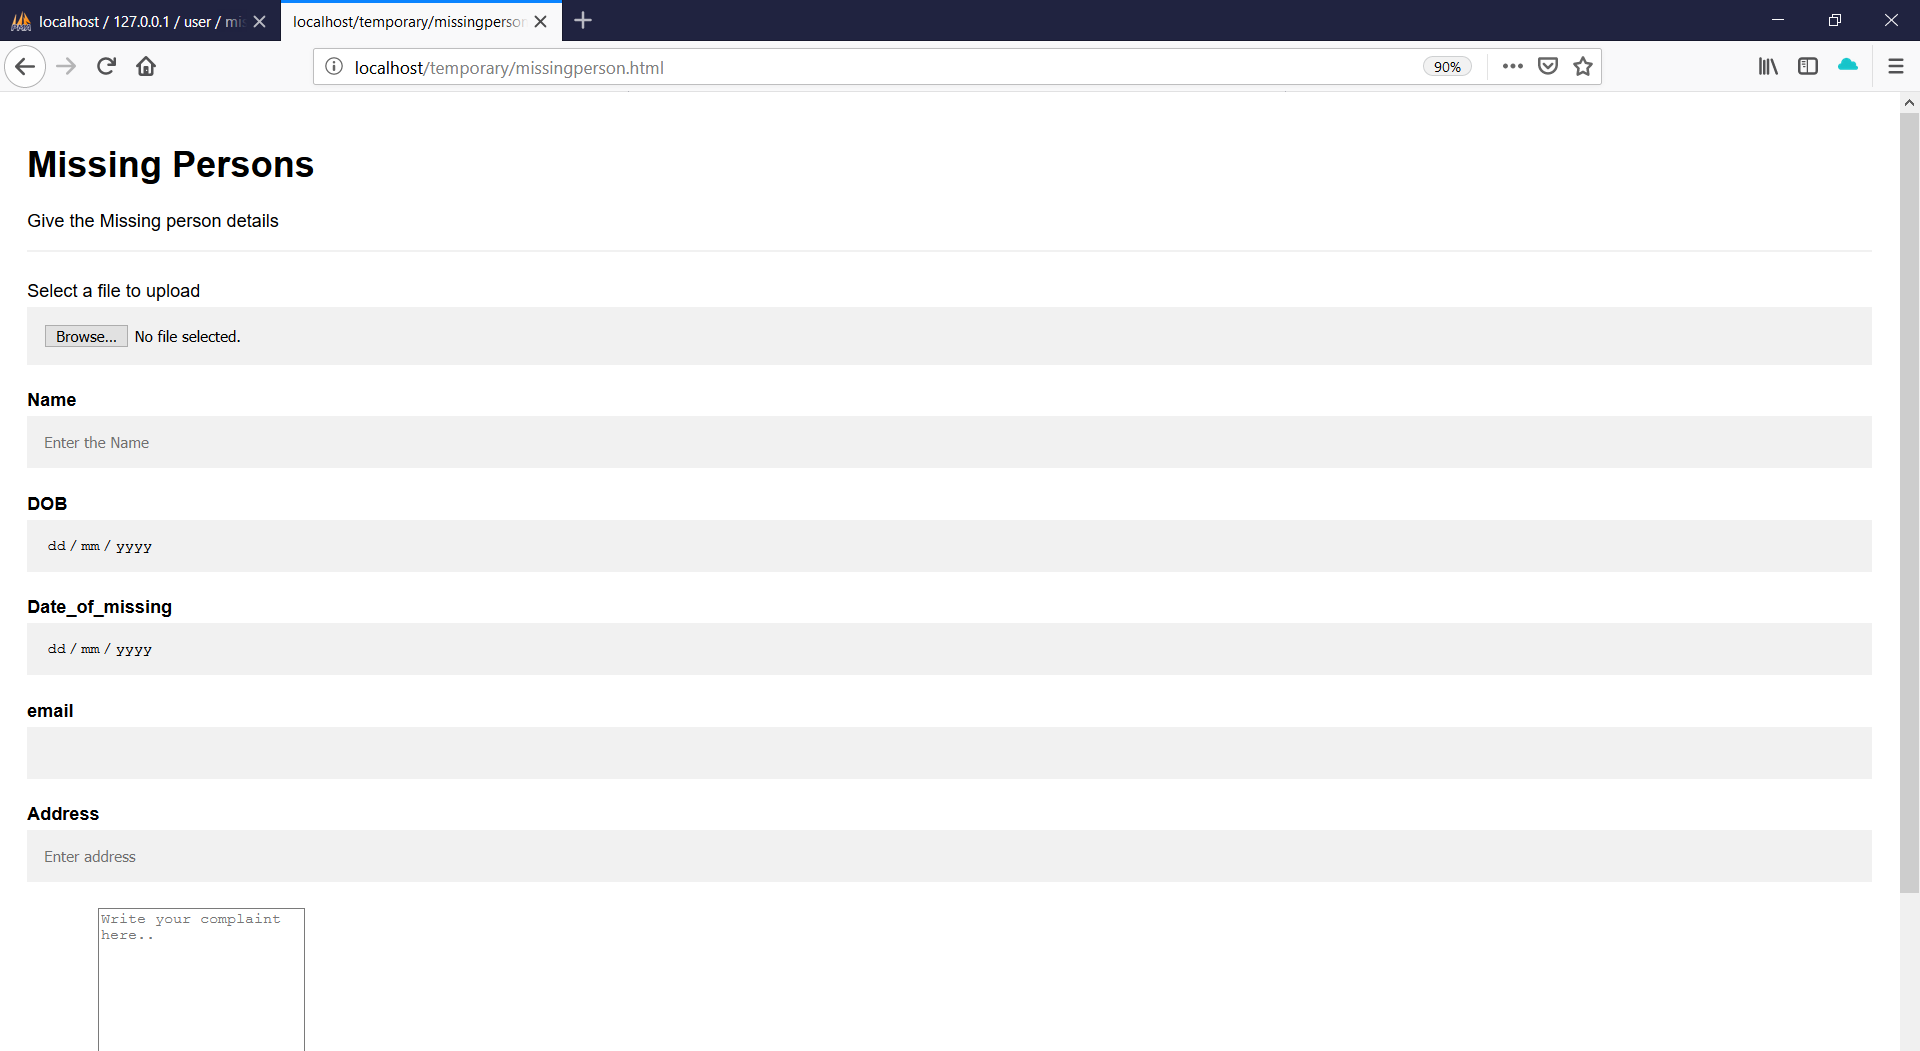 localhost / 127.0.0.1 / user / mis
localhost/temporary/missingperson
localhost/temporary/missingperson.html
90%
Missing Persons
Give the Missing person details
Select a file to upload
Browse... No file selected.
Name
Enter the Name
DOB
dd / mm / yyyy
Date_of_missing
dd / mm / yyyy
email
Address
Enter address
Write your complaint
here..